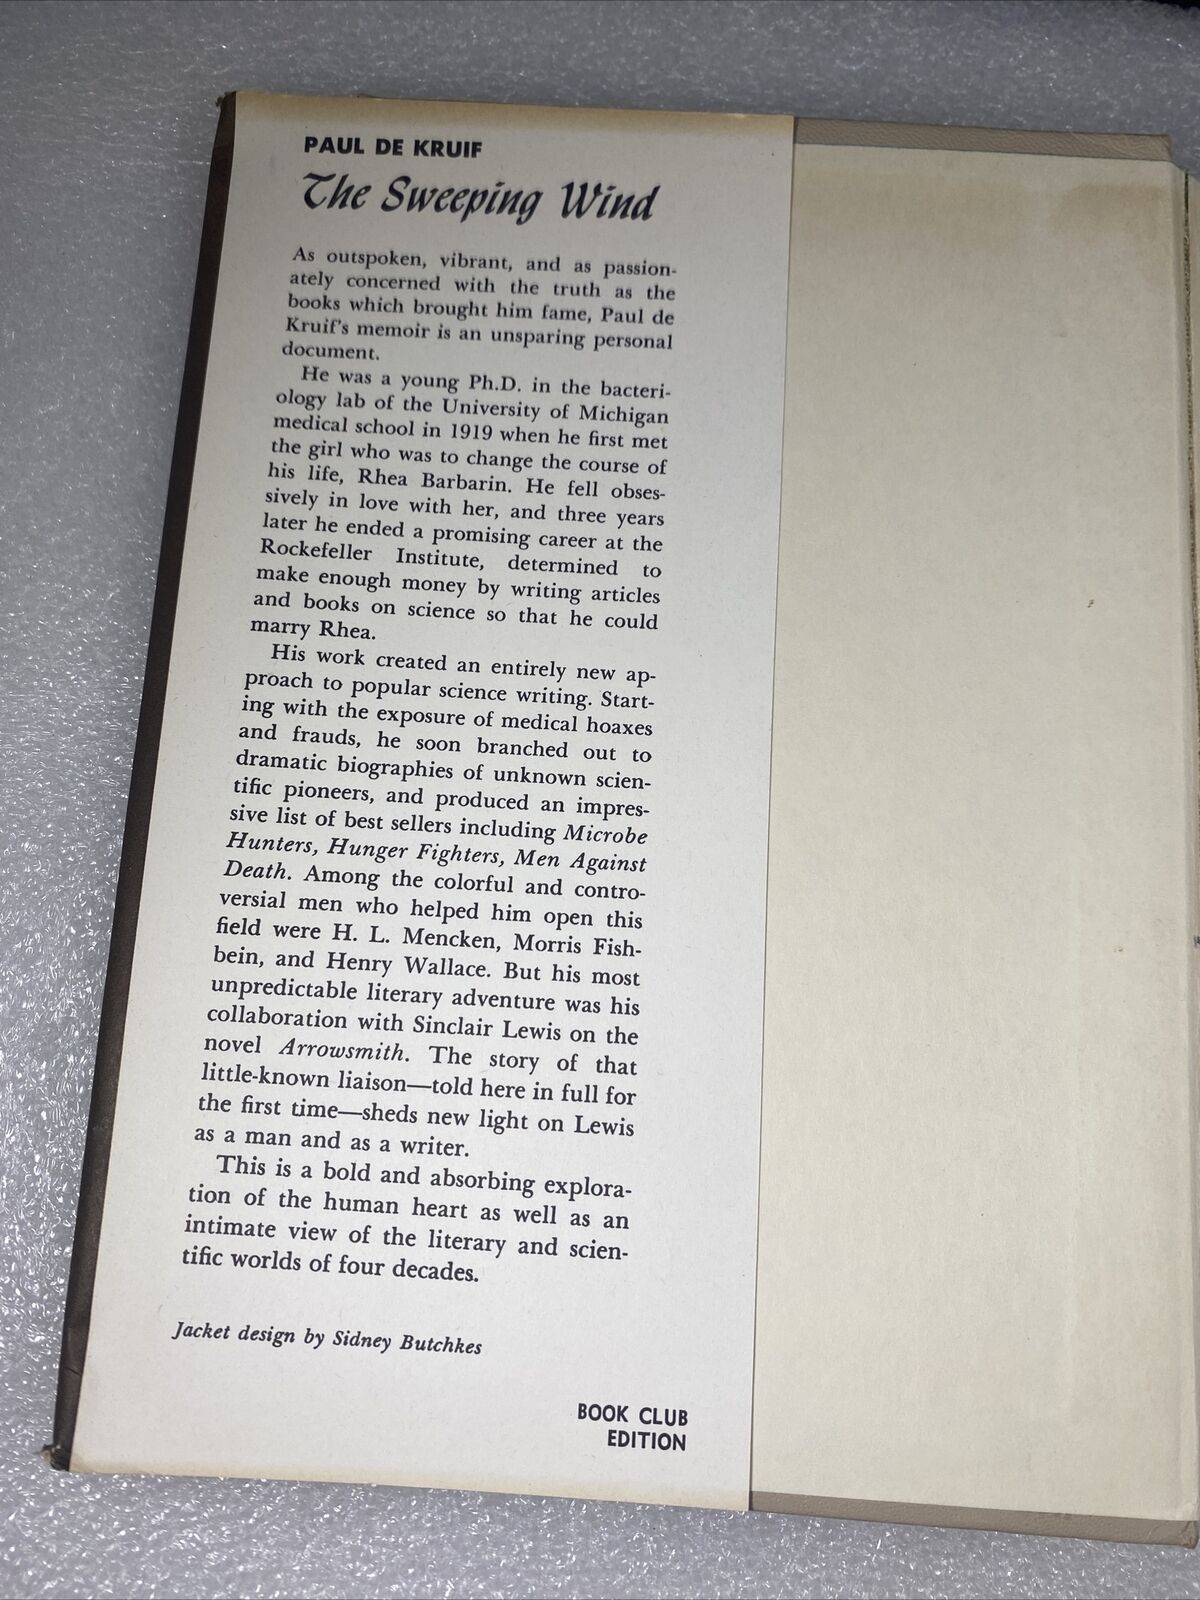 PAUL DE KRUIF
The Sweeping Wind
As outspoken, vibrant, and as passion-
ately concerned with the truth as the
books which brought him fame, Paul de
Kruif's memoir is an unsparing personal
document.
He was a young Ph.D. in the bacteri-
ology lab of the University of Michigan
medical school in 1919 when he first met
the girl who was to change the course of
his life, Rhea Barbarin. He fell obses-
sively in love with her, and three years
later he ended a promising career at the
Rockefeller Institute, determined to
make enough money by writing articles
and books on science so that he could
marry Rhea.
His work created an entirely new ap-
proach to popular science writing. Start-
ing with the exposure of medical hoaxes
and frauds, he soon branched out to
dramatic biographies of unknown scien-
tific pioneers, and produced an impres-
sive list of best sellers including Microbe
Hunters, Hunger Fighters, Men Against
Death. Among the colorful and contro-
versial men who helped him open this
field were H. L. Mencken, Morris Fish-
bein, and Henry Wallace. But his most
unpredictable literary adventure was his
collaboration with Sinclair Lewis on the
novel Arrowsmith. The story of that
little-known liaison—told here in full for
the first time—sheds new light on Lewis
as a man and as a writer.
This is a bold and absorbing explora-
tion of the human heart as well as an
intimate view of the literary and scien-
tific worlds of four decades.
Jacket design by Sidney Butchkes
BOOK CLUB
EDITION